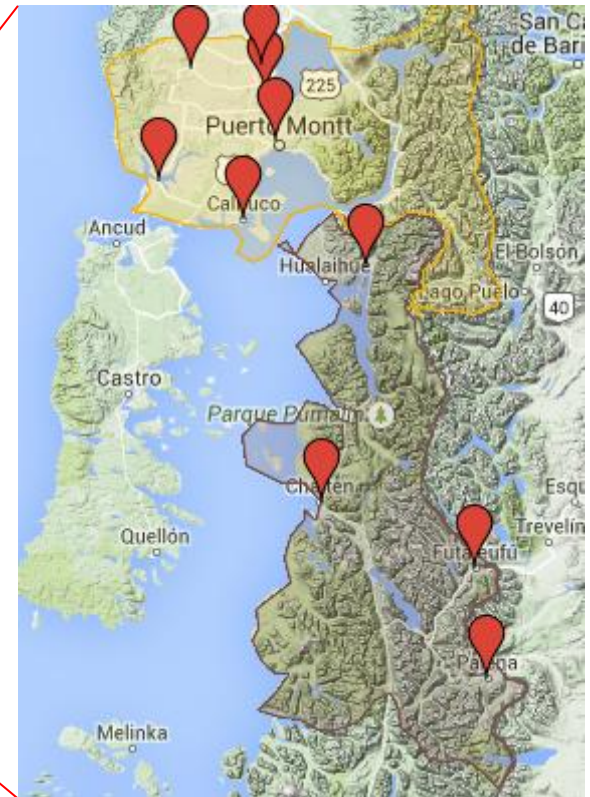 San C
de Bari
225
Puerto Montt
Calbuco
Ancud
Hualaihué
El Bolsón
Lago Puelo
40
Castro
Parque Pumalín
Chaitén
Esqu
Quellón
Trevelin
Futaleufú
Palena
Melinka